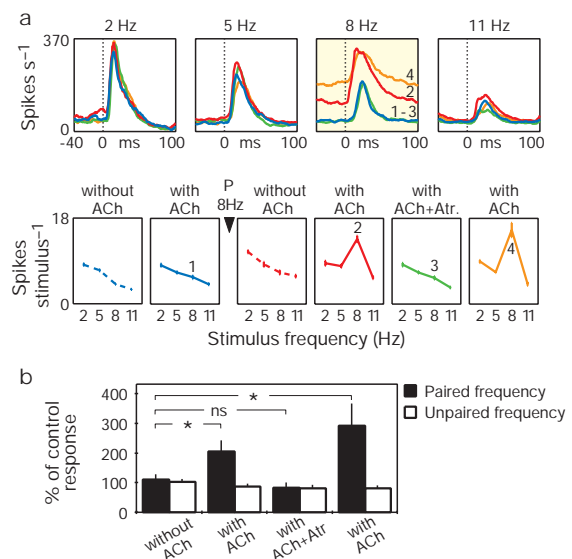 a
2 Hz 5 Hz 8 Hz 11 Hz
Spikes s⁻¹
370
0
4
2
1-3
-40 0 ms 100 0 ms 100 0 ms 100 0 ms 100
without ACh
with ACh
P 8Hz
without ACh
with ACh
with ACh+Atr.
with ACh
Spikes stimulus⁻¹
18
0
1
2
3
4
2 5 8 11 2 5 8 11 2 5 8 11 2 5 8 11 2 5 8 11 2 5 8 11
Stimulus frequency (Hz)
b
% of control response
400
300
200
100
0
*
ns
*
Paired frequency
Unpaired frequency
without ACh
with ACh
with ACh+Atr
with ACh